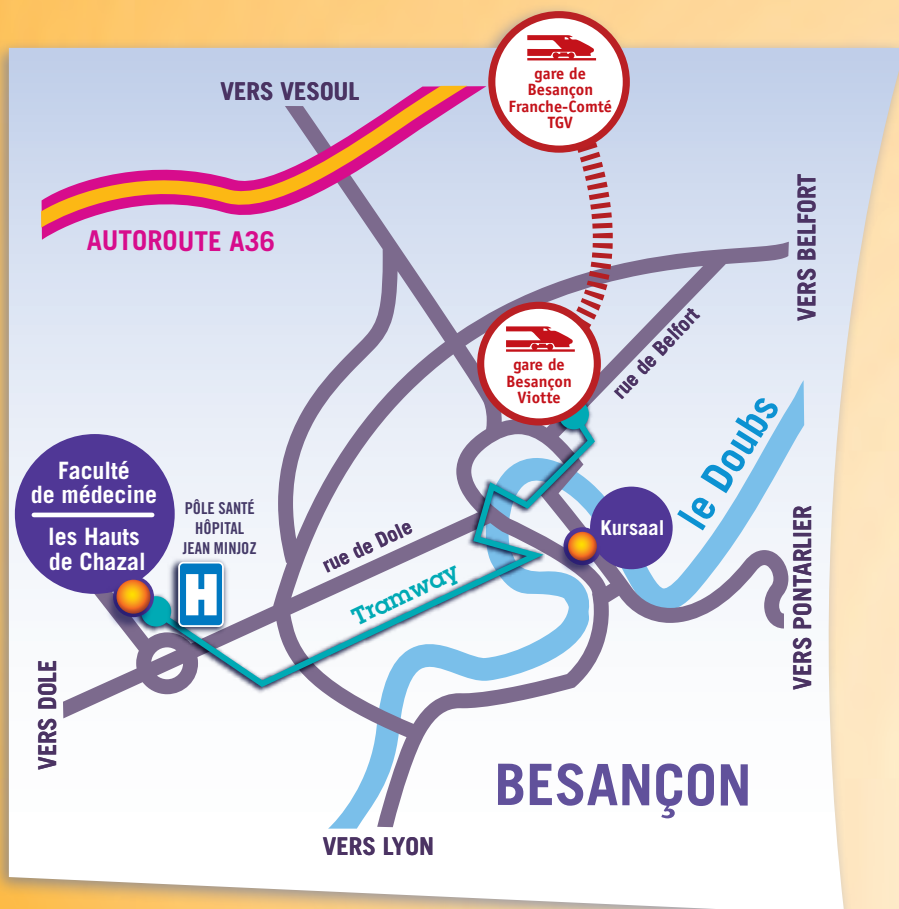 gare de
Besançon
Franche-Comté
TGV
VERS VESOUL
AUTOROUTE A36
VERS BELFORT
gare de
Besançon
Viotte
rue de Belfort
le Doubs
Faculté
de médecine
les Hauts
de Chazal
PÔLE SANTÉ
HÔPITAL
JEAN MINJOZ
H
rue de Dole
Kursaal
Tramway
VERS PONTARLIER
VERS DOLE
BESANÇON
VERS LYON